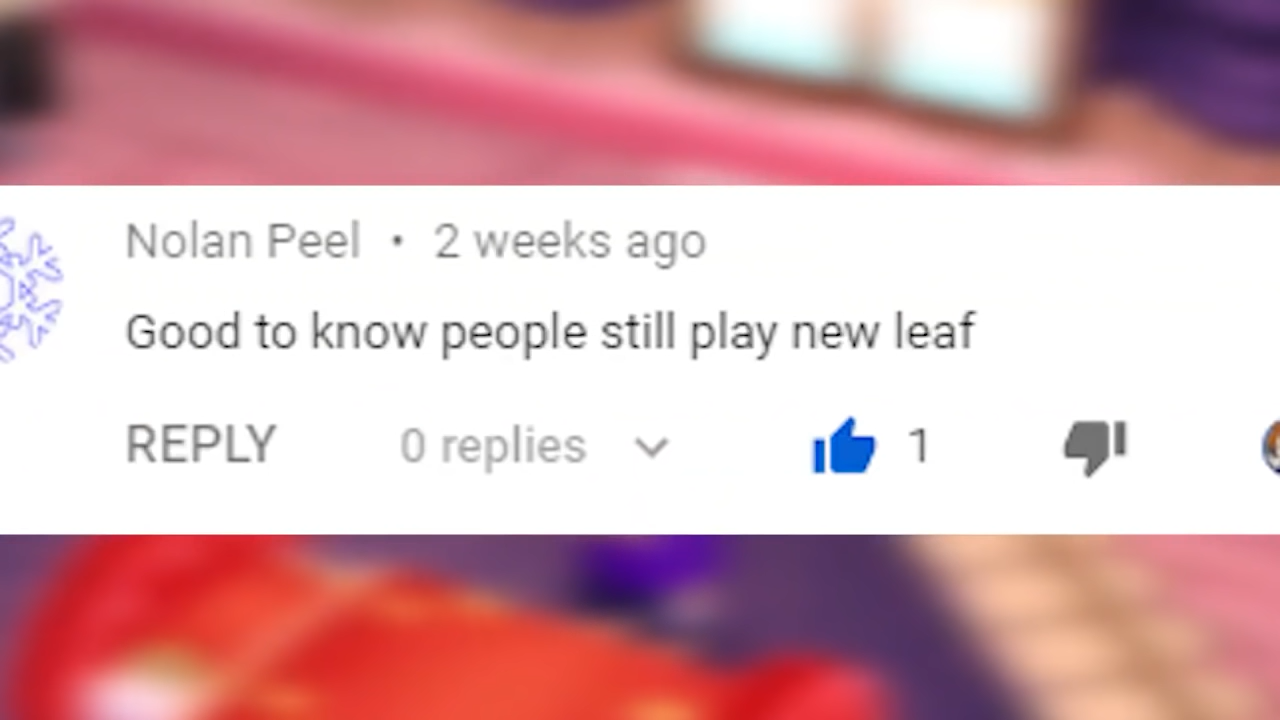 Nolan Peel • 2 weeks ago
Good to know people still play new leaf
REPLY 0 replies 1